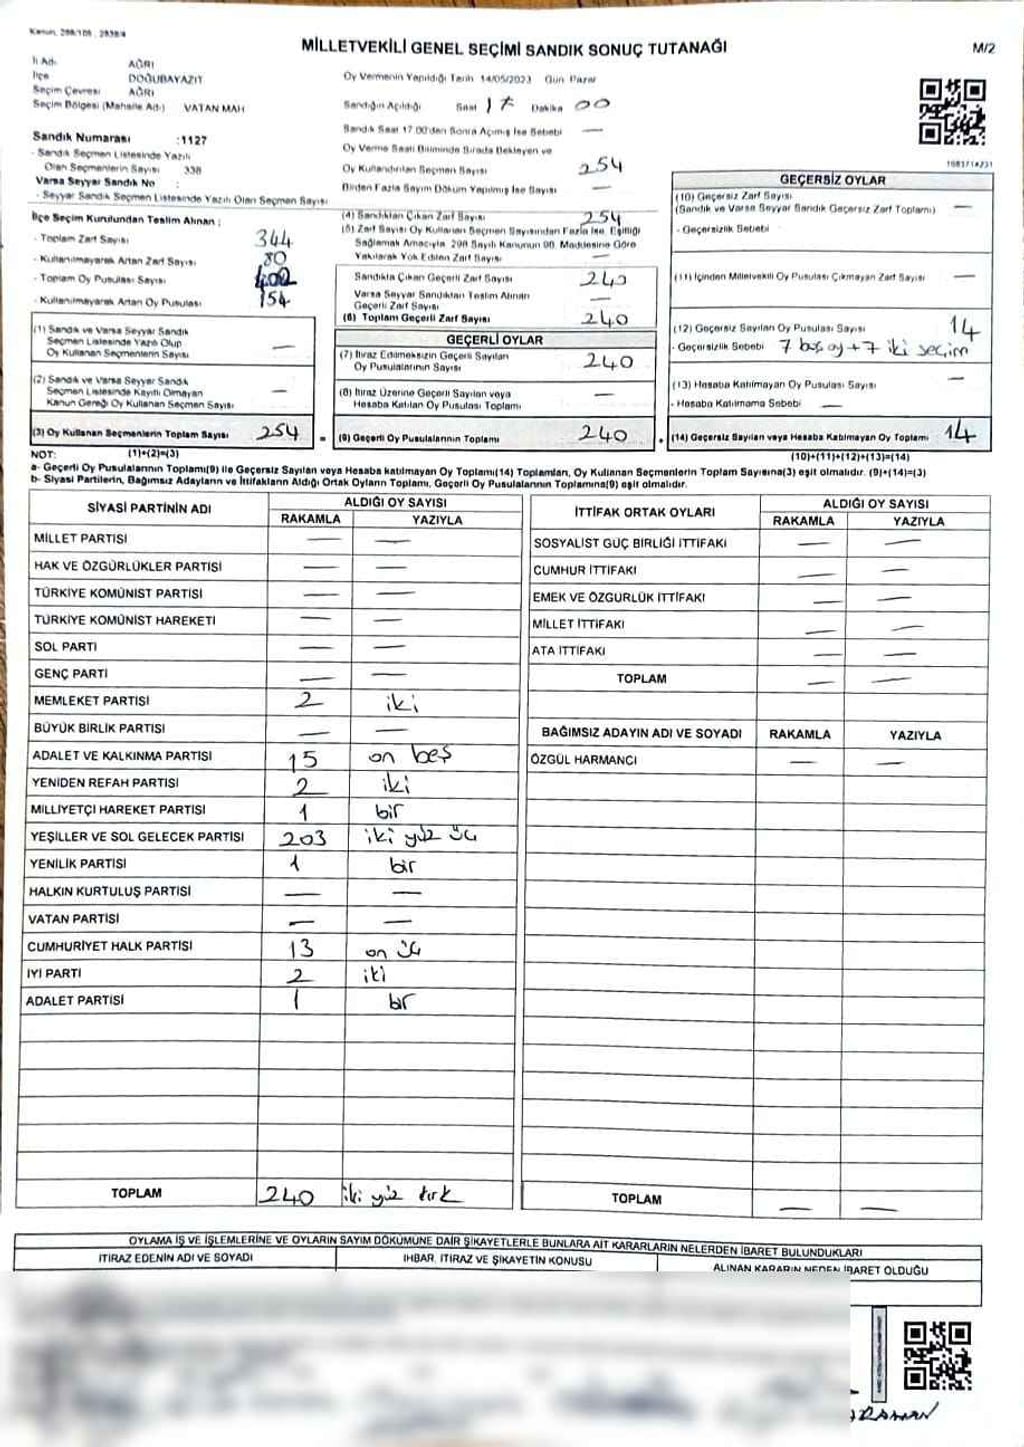 Kanun, 298/105 , 2839/4
MİLLETVEKİLİ GENEL SEÇİMİ SANDIK SONUÇ TUTANAĞI
M/2
İl Adı AĞRI
İlçe DOĞUBAYAZIT
Seçim Çevresi AĞRI
Seçim Bölgesi (Mahalle Adı) VATAN MAH
Sandık Numarası :1127
- Sandık Seçmen Listesinde Yazılı
Olan Seçmenlerin Sayısı 338
Varsa Seyyar Sandık No :
- Seyyar Sandık Seçmen Listesinde Yazılı Olan Seçmen Sayısı
Oy Vermenin Yapıldığı Tarih 14/05/2023 Gün Pazar
Sandığın Açıldığı Saat 17 Dakika 00
Sandık Saat 17:00'den Sonra Açılmış İse Sebebi —
Oy Verme Saati Bitiminde Sırada Bekleyen ve
Oy Kullandırılan Seçmen Sayısı 254
Birden Fazla Sayım Döküm Yapılmış İse Sayısı —
İlçe Seçim Kurulundan Teslim Alınan ;
- Toplam Zarf Sayısı 344
- Kullanılmayarak Artan Zarf Sayısı 80
- Toplam Oy Pusulası
- Kullanılmayarak Artan Oy Pusulası 154
(1) Sandık ve Varsa Seyyar Sandık
Seçmen Listesinde Yazılı Olup
Oy Kullanan Seçmenlerin Sayısı —
(2) Sandık ve Varsa Seyyar Sandık
Seçmen Listesinde Kayıtlı Olmayan
Kanun Gereği Oy Kullanan Seçmen Sayısı —
(3) Oy Kullanan Seçmenlerin Toplam Sayısı 254
(4) Sandıktan Çıkan Zarf Sayısı 254
(5) Zarf Sayısı Oy Kullanan Seçmen Sayısından Fazla İse, Eşitliği
Sağlamak Amacıyla 298 Sayılı Kanunun 98. Maddesine Göre
Yakılarak Yok Edilen Zarf Sayısı —
Sandıkta Çıkan Geçerli Zarf Sayısı 240
Varsa Seyyar Sandıktan Teslim Alınan
Geçerli Zarf Sayısı —
(6) Toplam Geçerli Zarf Sayısı 240
GEÇERLİ OYLAR
(7) İtiraz Edilmeksizin Geçerli Sayılan
Oy Pusulalarının Sayısı 240
(8) İtiraz Üzerine Geçerli Sayılan veya
Hesaba Katılan Oy Pusulası Toplamı —
= (9) Geçerli Oy Pusulalarının Toplamı 240
GEÇERSİZ OYLAR
(10) Geçersiz Zarf Sayısı
(Sandık ve Varsa Seyyar Sandık Geçersiz Zarf Toplamı) —
- Geçersizlik Sebebi
(11) İçinden Milletvekili Oy Pusulası Çıkmayan Zarf Sayısı —
(12) Geçersiz Sayılan Oy Pusulası Sayısı 14
- Geçersizlik Sebebi 7 boş oy + 7 iki seçim
(13) Hesaba Katılmayan Oy Pusulası Sayısı —
- Hesaba Katılmama Sebebi —
+ (14) Geçersiz Sayılan veya Hesaba Katılmayan Oy Toplamı 14
NOT: (1)+(2)=(3) (10)+(11)+(12)+(13)=(14)
a- Geçerli Oy Pusulalarının Toplamı(9) ile Geçersiz Sayılan veya Hesaba katılmayan Oy Toplamı(14) Toplamları, Oy Kullanan Seçmenlerin Toplam Sayısına(3) eşit olmalıdır. (9)+(14)=(3)
b- Siyasi Partilerin, Bağımsız Adayların ve İttifakların Aldığı Ortak Oyların Toplamı, Geçerli Oy Pusulalarının Toplamına(9) eşit olmalıdır.
SİYASİ PARTİNİN ADI ALDIĞI OY SAYISI
RAKAMLA YAZIYLA
MİLLET PARTİSİ — —
HAK VE ÖZGÜRLÜKLER PARTİSİ — —
TÜRKİYE KOMÜNİST PARTİSİ — —
TÜRKİYE KOMÜNİST HAREKETİ — —
SOL PARTİ — —
GENÇ PARTİ — —
MEMLEKET PARTİSİ 2 iki
BÜYÜK BİRLİK PARTİSİ — —
ADALET VE KALKINMA PARTİSİ 15 on beş
YENİDEN REFAH PARTİSİ 2 iki
MİLLİYETÇİ HAREKET PARTİSİ 1 bir
YEŞİLLER VE SOL GELECEK PARTİSİ 203 iki yüz üç
YENİLİK PARTİSİ 1 bir
HALKIN KURTULUŞ PARTİSİ — —
VATAN PARTİSİ — —
CUMHURİYET HALK PARTİSİ 13 on üç
İYİ PARTİ 2 iki
ADALET PARTİSİ 1 bir
TOPLAM 240 iki yüz kırk
İTTİFAK ORTAK OYLARI ALDIĞI OY SAYISI
RAKAMLA YAZIYLA
SOSYALİST GÜÇ BİRLİĞİ İTTİFAKI — —
CUMHUR İTTİFAKI — —
EMEK VE ÖZGÜRLÜK İTTİFAKI — —
MİLLET İTTİFAKI — —
ATA İTTİFAKI — —
TOPLAM — —
BAĞIMSIZ ADAYIN ADI VE SOYADI RAKAMLA YAZIYLA
ÖZGÜL HARMANCI — —
TOPLAM — —
OYLAMA İŞ VE İŞLEMLERİNE VE OYLARIN SAYIM DÖKÜMÜNE DAİR ŞİKAYETLERLE BUNLARA AİT KARARLARIN NELERDEN İBARET BULUNDUKLARI
İTİRAZ EDENİN ADI VE SOYADI
İHBAR, İTİRAZ VE ŞİKAYETİN KONUSU
ALINAN KARARIN NEDEN İBARET OLDUĞU